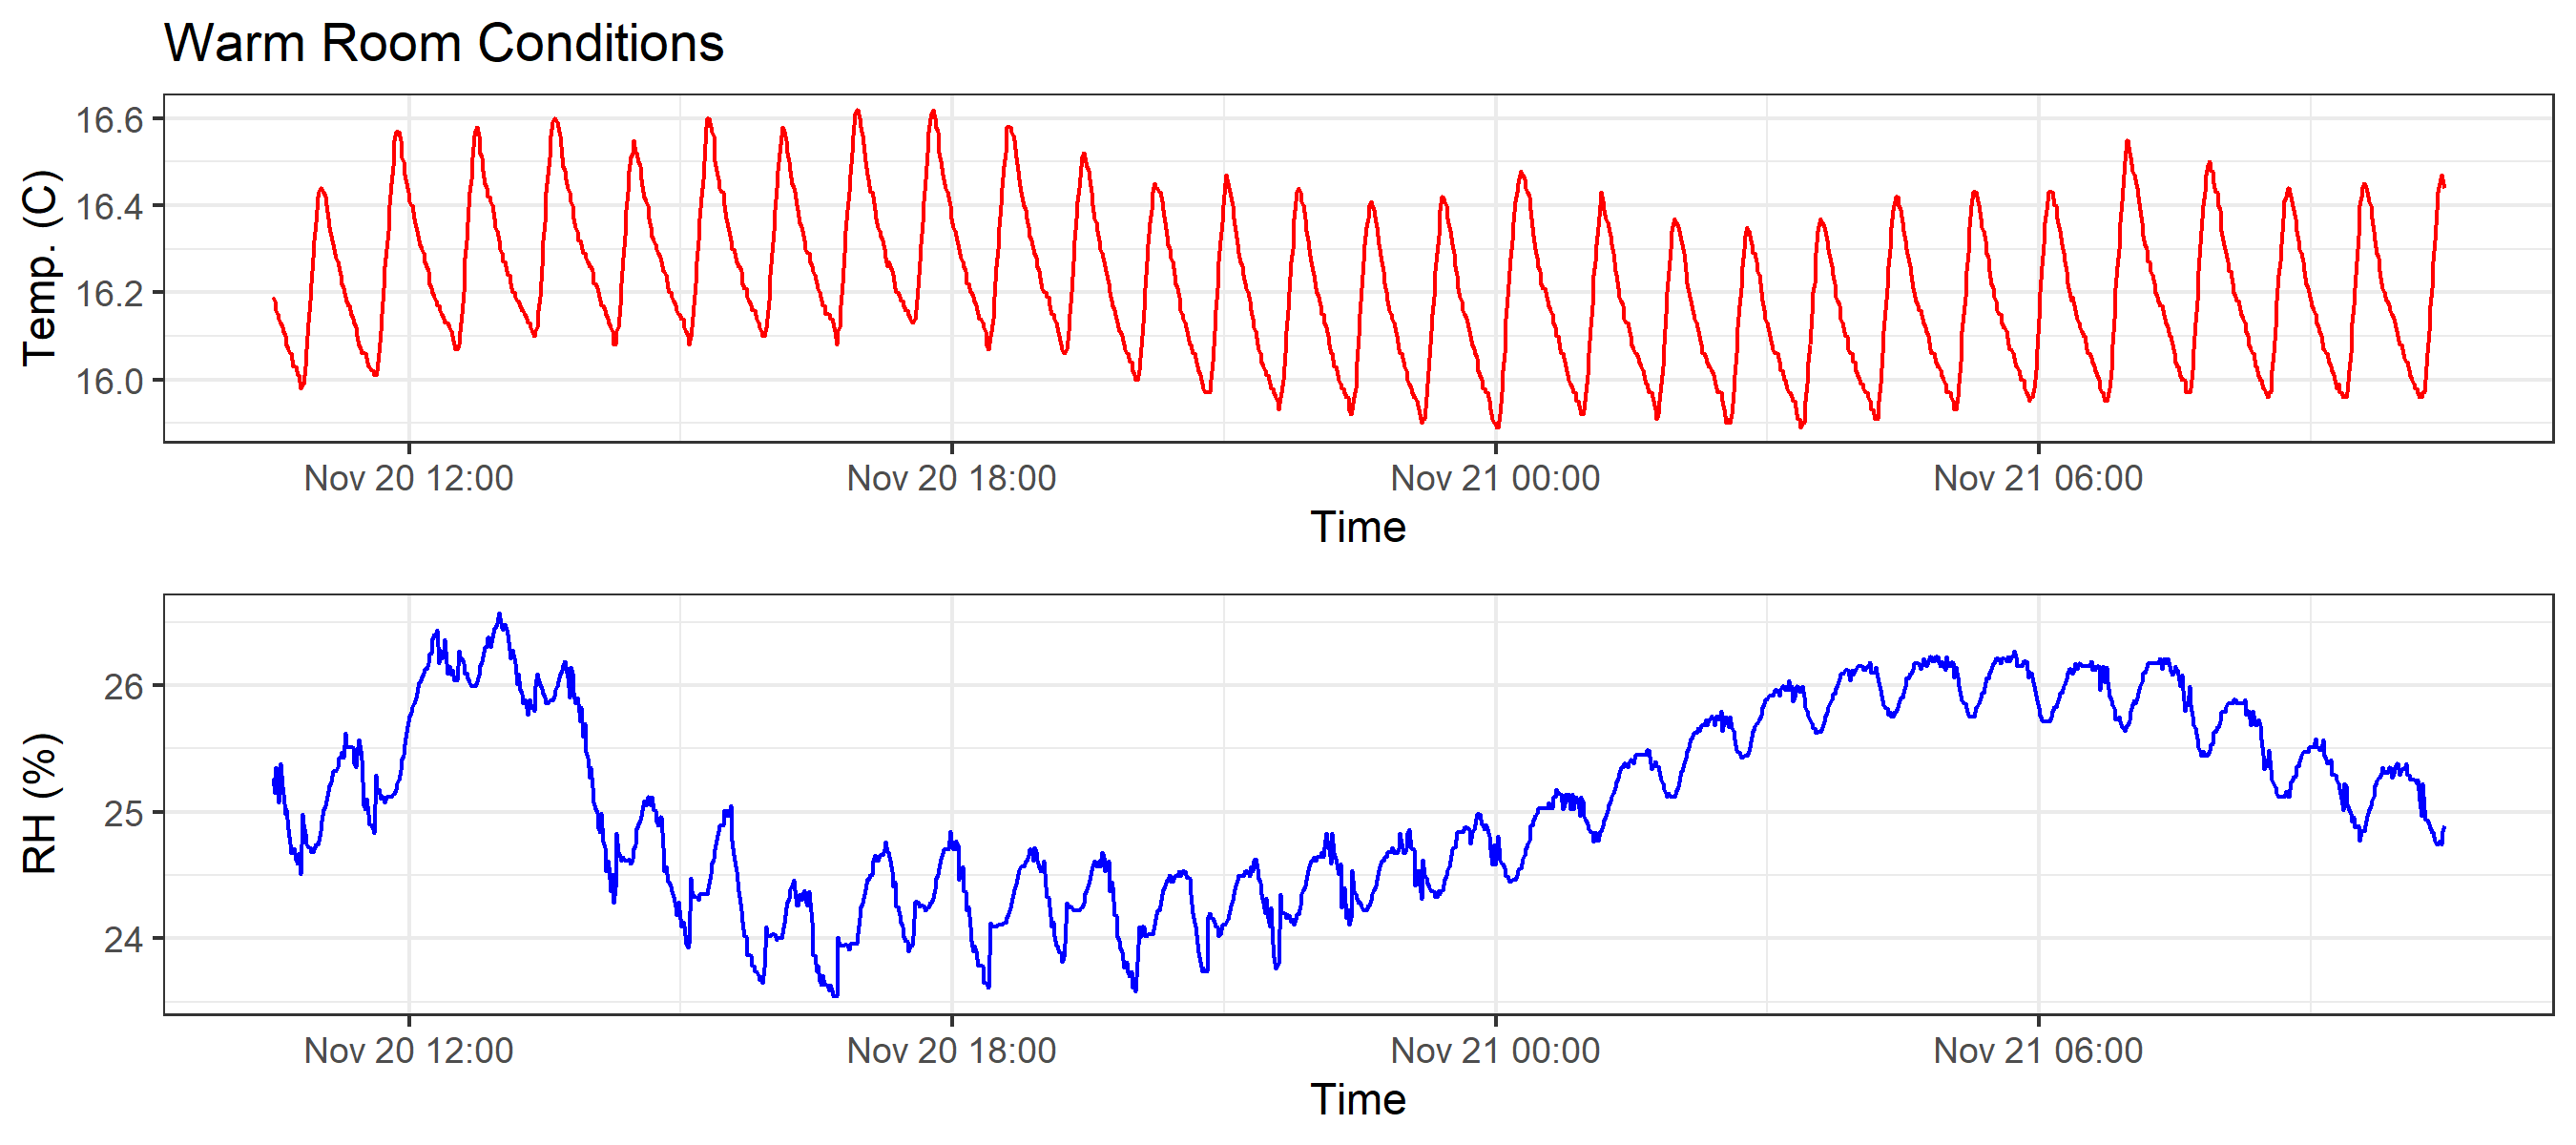 Warm Room Conditions
Temp. (C)
16.6
16.4
16.2
16.0
Nov 20 12:00 Nov 20 18:00 Nov 21 00:00 Nov 21 06:00
Time
RH (%)
26
25
24
Nov 20 12:00 Nov 20 18:00 Nov 21 00:00 Nov 21 06:00
Time